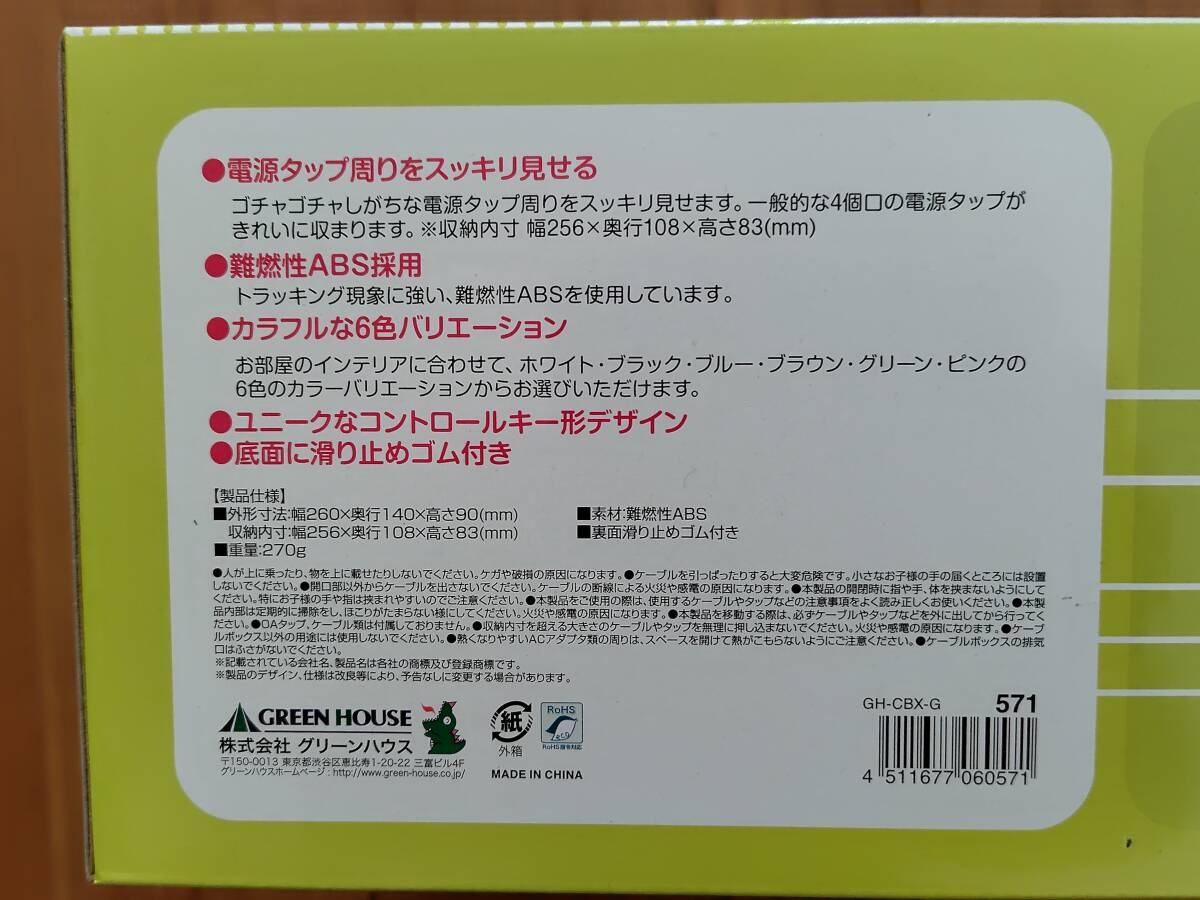 ●電源タップ周りをスッキリ見せる
ゴチャゴチャしがちな電源タップ周りをスッキリ見せます。一般的な4個口の電源タップが
きれいに収まります。※収納内寸 幅256×奥行108×高さ83(mm)
●難燃性ABS採用
トラッキング現象に強い、難燃性ABSを使用しています。
●カラフルな6色バリエーション
お部屋のインテリアに合わせて、ホワイト・ブラック・ブルー・ブラウン・グリーン・ピンクの
6色のカラーバリエーションからお選びいただけます。
●ユニークなコントロールキー形デザイン
●底面に滑り止めゴム付き
【製品仕様】
■外形寸法:幅260×奥行140×高さ90(mm)
収納内寸:幅256×奥行108×高さ83(mm)
■重量:270g
■素材:難燃性ABS
■裏面滑り止めゴム付き
●人が上に乗ったり、物を上に載せたりしないでください。ケガや破損の原因になります。●ケーブルを引っぱったりすると大変危険です。小さなお子様の手の届くところには設置
しないでください。●開口部以外からケーブルを出さないでください。ケーブルの断線による火災や感電の原因になります。●本製品の開閉時に指や手、体を挟まないようにして
ください。特にお子様の手や指は挟まれやすいのでご注意ください。●本製品をご使用の際は、使用するケーブルやタップなどの注意事項をよく読み正しくお使いください。●本製
品内部は定期的に掃除をし、ほこりがたまらない様にしてください。火災や感電の原因になります。●本製品を移動する際は、必ずケーブルやタップなどを外に出してから行ってく
ださい。●OAタップ、ケーブル類は付属しておりません。●収納内寸を超える大きさのケーブルやタップを無理に押し込まないでください。火災や感電の原因になります。●ケーブ
ルボックス以外の用途には使用しないでください。●熱くなりやすいACアダプタ類の周りは、スペースを開けて熱がこもらないようにご注意ください。●ケーブルボックスの排気
口はふさがないでください。
※記載されている会社名、製品名は各社の商標及び登録商標です。
※製品のデザイン、仕様は改良等により、予告なしに変更する場合があります。
GREEN HOUSE
株式会社 グリーンハウス
〒150-0013 東京都渋谷区恵比寿1-20-22 三富ビル4F
グリーンハウスホームページ:http://www.green-house.co.jp/
紙
外箱
RoHS
eco
RoHS指令対応
MADE IN CHINA
GH-CBX-G 571
4 511677 060571